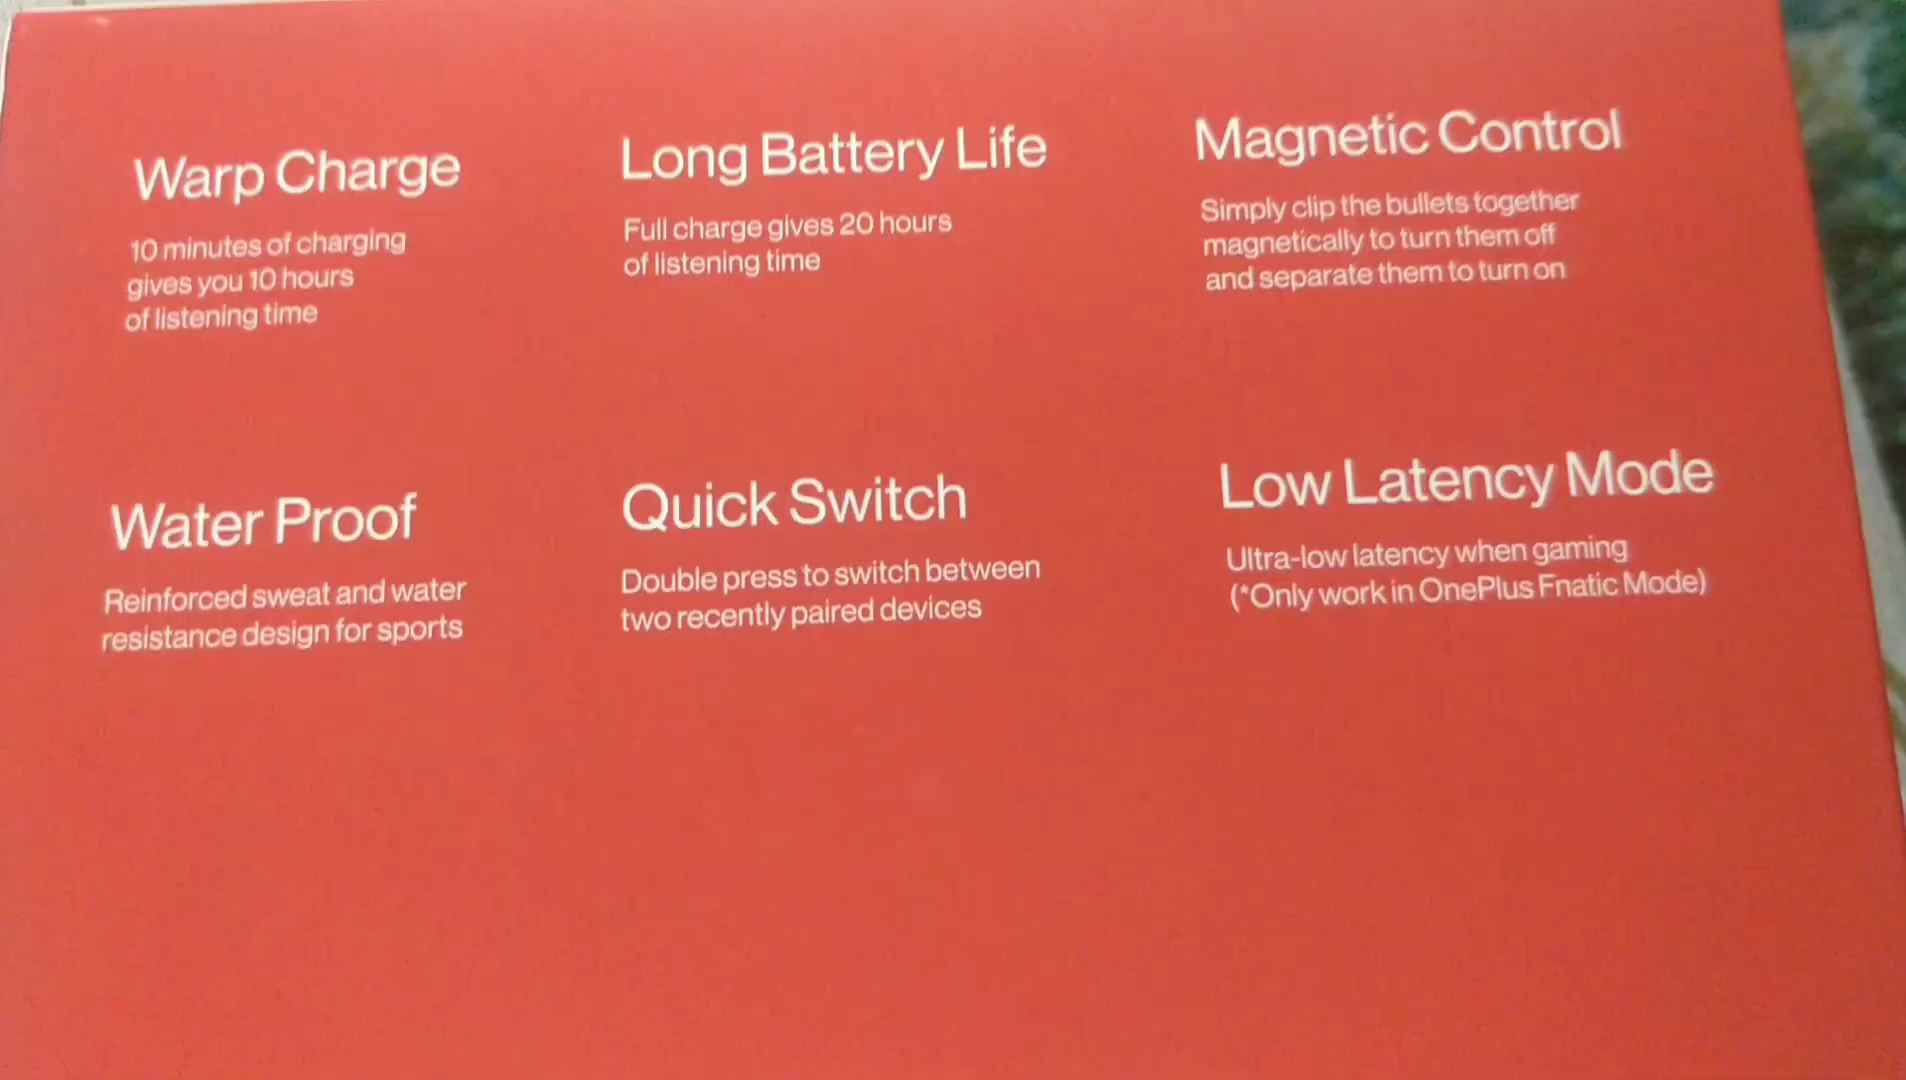 Warp Charge
10 minutes of charging
gives you 10 hours
of listening time
Long Battery Life
Full charge gives 20 hours
of listening time
Magnetic Control
Simply clip the bullets together
magnetically to turn them off
and separate them to turn on
Water Proof
Reinforced sweat and water
resistance design for sports
Quick Switch
Double press to switch between
two recently paired devices
Low Latency Mode
Ultra-low latency when gaming
(*Only work in OnePlus Fnatic Mode)